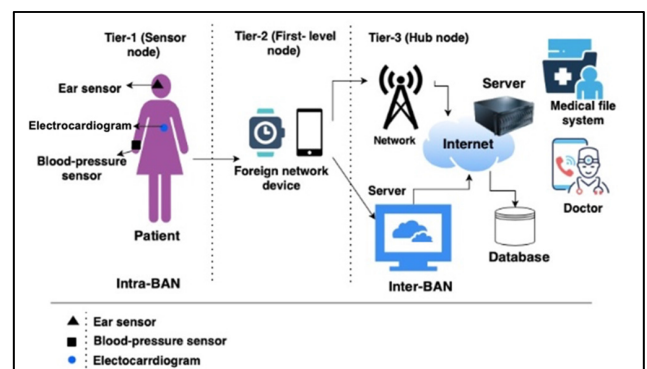 Tier-1 (Sensor
node)
Tier-2 (First- level
node)
Tier-3 (Hub node)
Ear sensor
Electrocardiogram
Blood-pressure
sensor
Patient
Intra-BAN
Foreign network
device
Network
Server
Internet
Server
Inter-BAN
Database
Medical file
system
Doctor
Ear sensor
Blood-pressure sensor
Electocarrdiogram